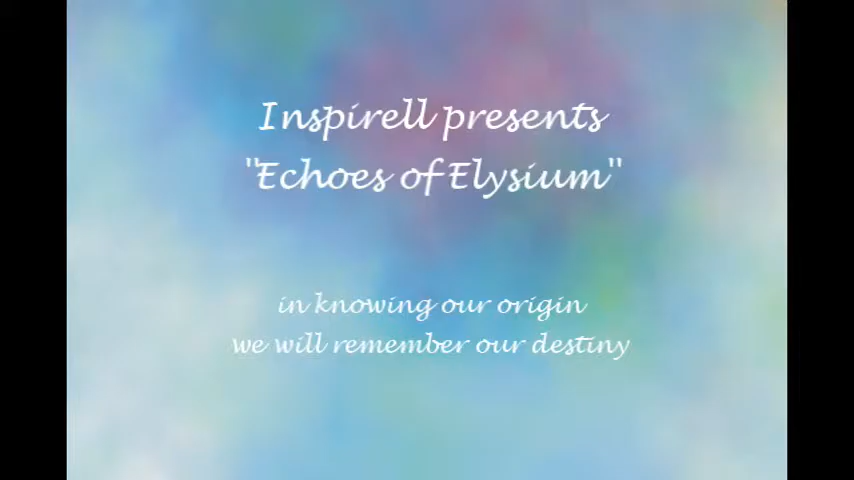 Inspirell presents
"Echoes of Elysium"
in knowing our origin
we will remember our destiny